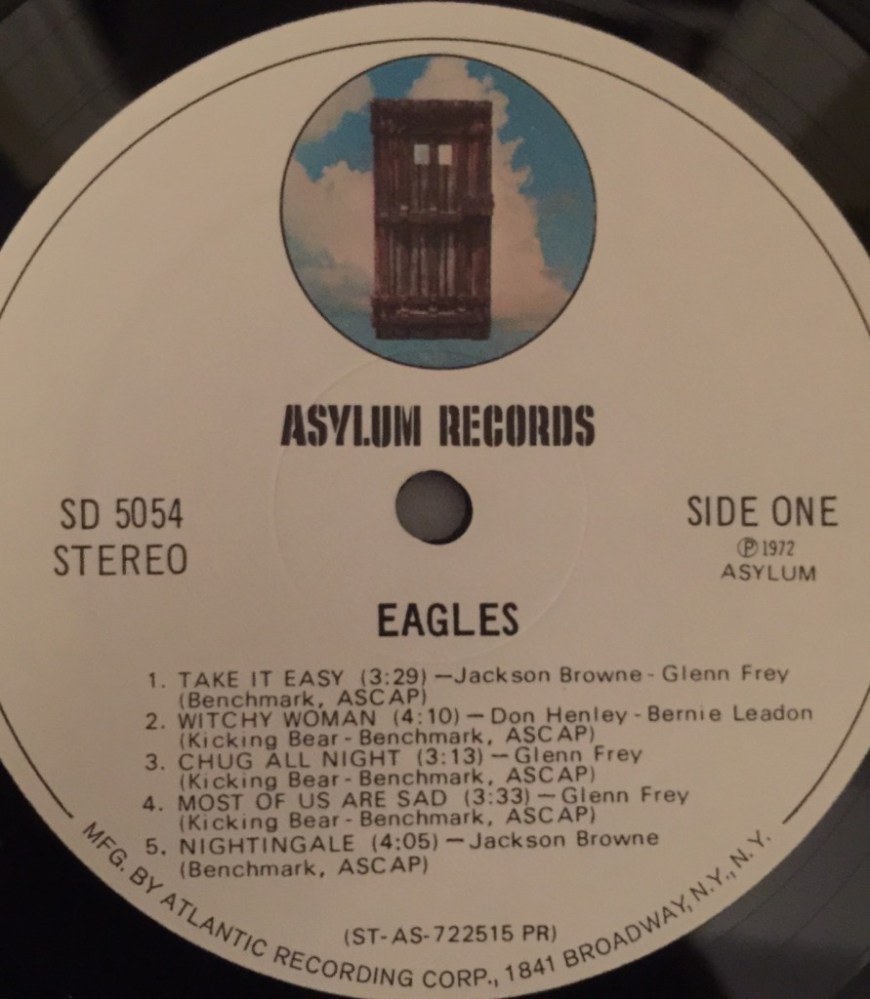 ASYLUM RECORDS
SD 5054
STEREO
SIDE ONE
Ⓟ 1972
ASYLUM
EAGLES
1. TAKE IT EASY (3:29) — Jackson Browne - Glenn Frey
(Benchmark, ASCAP)
2. WITCHY WOMAN (4:10) — Don Henley - Bernie Leadon
(Kicking Bear - Benchmark, ASCAP)
3. CHUG ALL NIGHT (3:13) — Glenn Frey
(Kicking Bear - Benchmark, ASCAP)
4. MOST OF US ARE SAD (3:33) — Glenn Frey
(Kicking Bear - Benchmark, ASCAP)
5. NIGHTINGALE (4:05) — Jackson Browne
(Benchmark, ASCAP)
(ST-AS-722515 PR)
MFG. BY ATLANTIC RECORDING CORP., 1841 BROADWAY, N.Y., N.Y.